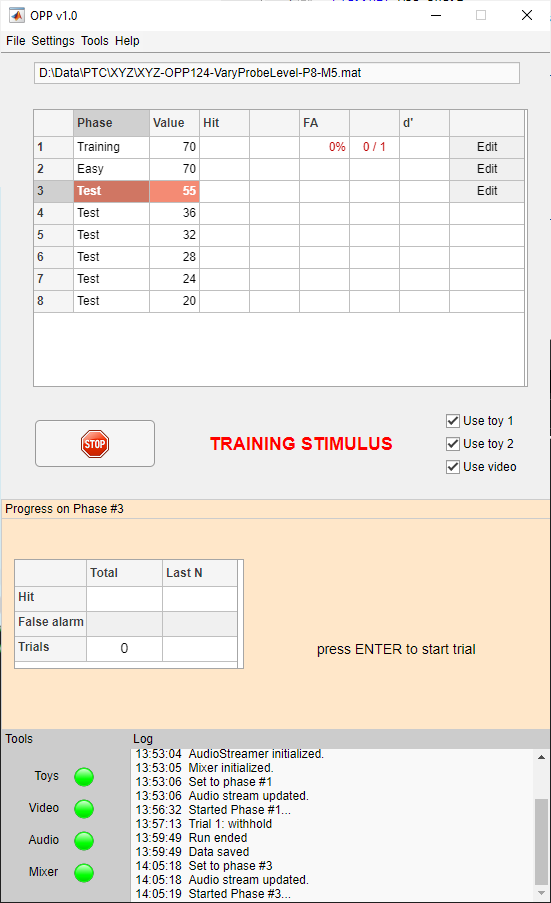 OPP v1.0
File Settings Tools Help
D:\Data\PTC\XYZ\XYZ-OPP124-VaryProbeLevel-P8-M5.mat
Phase Value Hit FA d'
1 Training 70 0% 0 / 1 Edit
2 Easy 70 Edit
3 Test 55 Edit
4 Test 36
5 Test 32
6 Test 28
7 Test 24
8 Test 20
STOP
TRAINING STIMULUS
Use toy 1
Use toy 2
Use video
Progress on Phase #3
Total Last N
Hit
False alarm
Trials 0
press ENTER to start trial
Tools
Toys
Video
Audio
Mixer
Log
13:53:04 AudioStreamer initialized.
13:53:05 Mixer initialized.
13:53:06 Set to phase #1
13:53:06 Audio stream updated.
13:56:32 Started Phase #1...
13:57:13 Trial 1: withhold
13:59:49 Run ended
13:59:49 Data saved
14:05:18 Set to phase #3
14:05:18 Audio stream updated.
14:05:19 Started Phase #3...